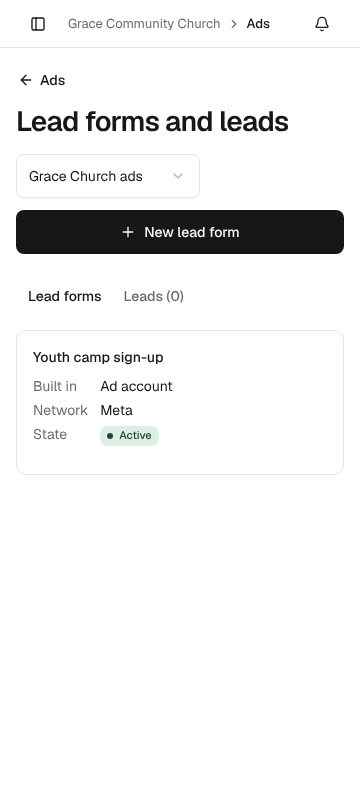 Grace Community Church > Ads
Ads
Lead forms and leads
Grace Church ads
New lead form
Lead forms Leads (0)
Youth camp sign-up
Built in Ad account
Network Meta
State Active